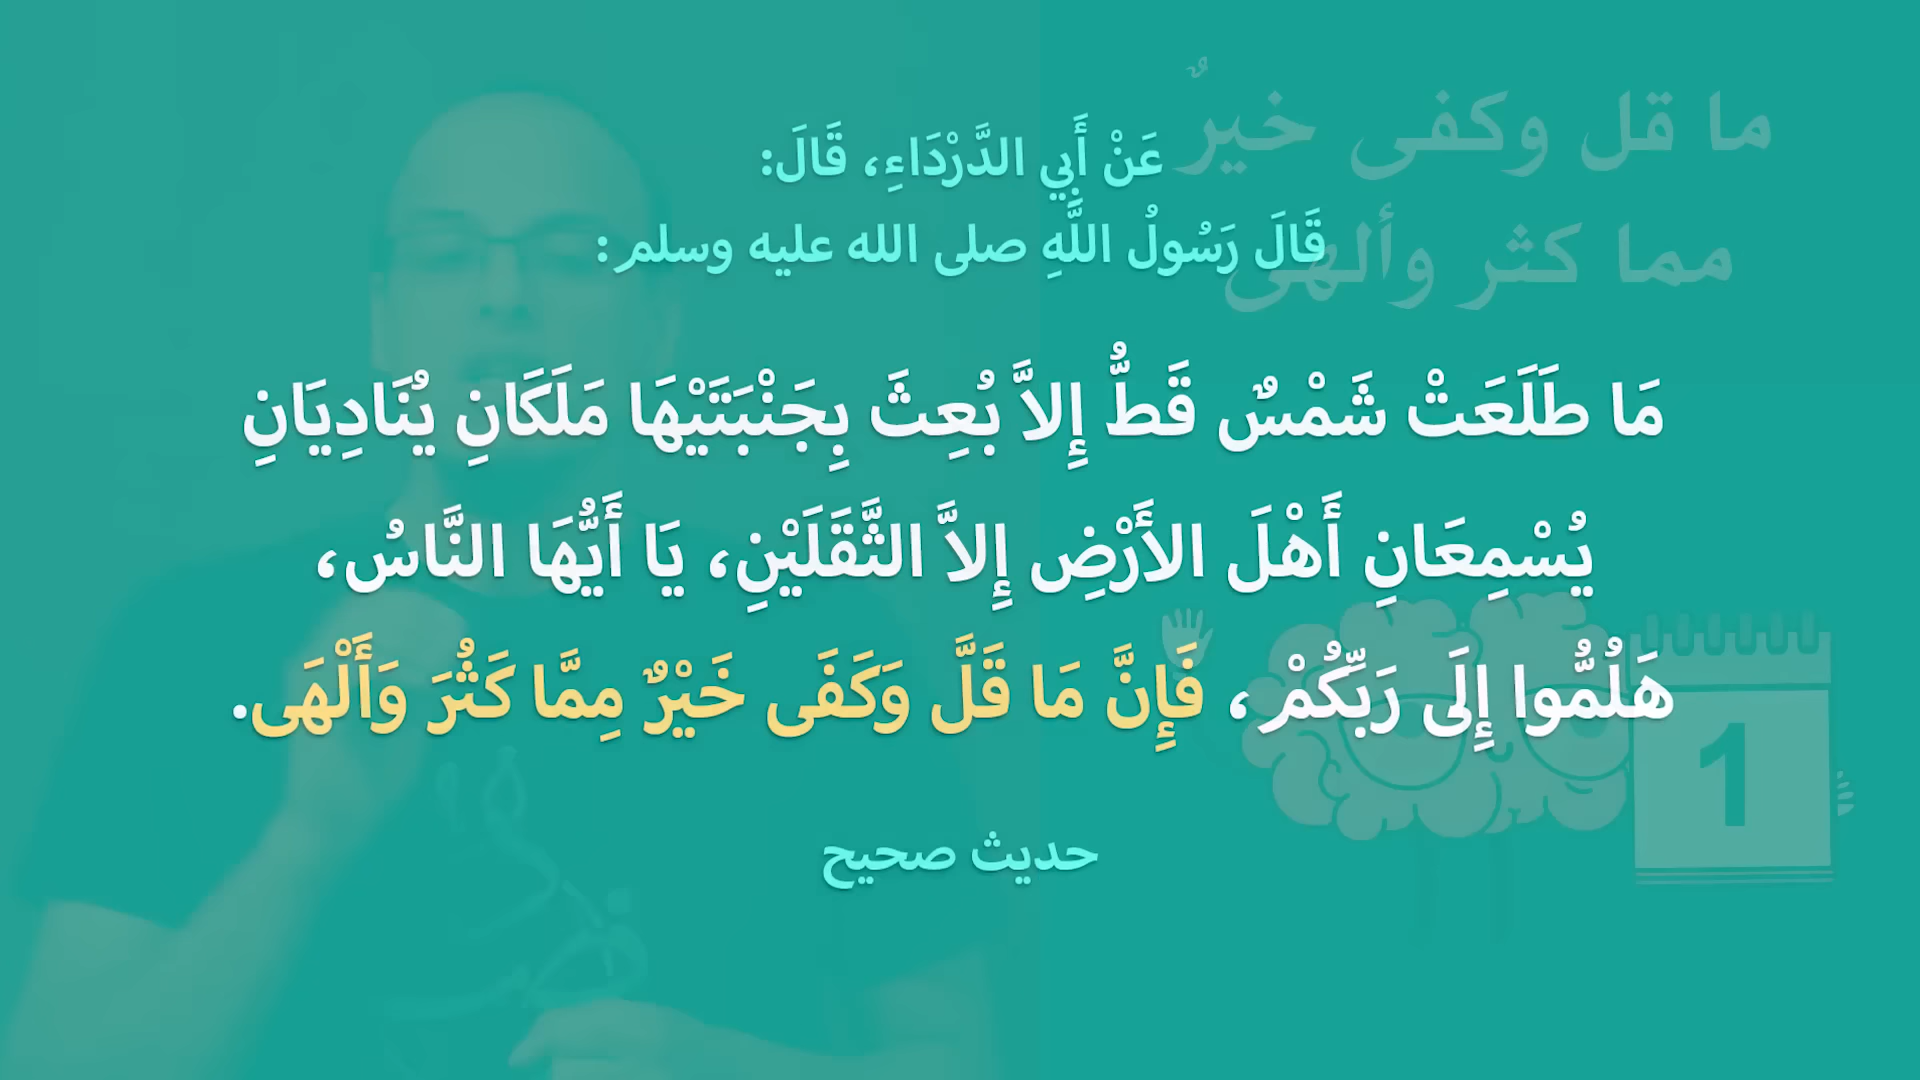 ما قل وكفى خيرٌ
مما كثر وألهى
عَنْ أَبِي الدَّرْدَاءِ، قَالَ:
قَالَ رَسُولُ اللَّهِ صلى الله عليه وسلم:
مَا طَلَعَتْ شَمْسٌ قَطُّ إِلاَّ بُعِثَ بِجَنْبَتَيْهَا مَلَكَانِ يُنَادِيَانِ
يُسْمِعَانِ أَهْلَ الأَرْضِ إِلاَّ الثَّقَلَيْنِ، يَا أَيُّهَا النَّاسُ،
هَلُمُّوا إِلَى رَبِّكُمْ، فَإِنَّ مَا قَلَّ وَكَفَى خَيْرٌ مِمَّا كَثُرَ وَأَلْهَى.
1
حديث صحيح